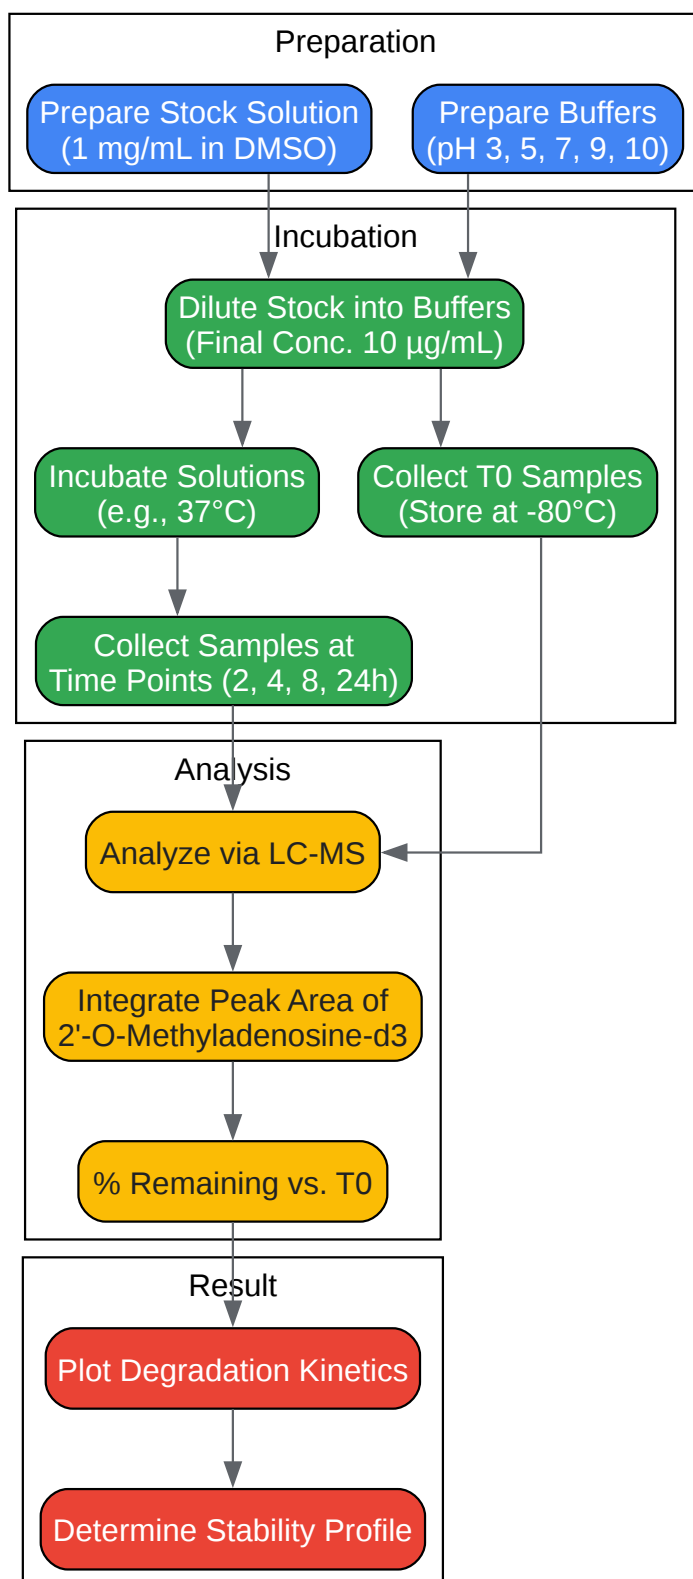 Preparation
Prepare Stock Solution
(1 mg/mL in DMSO)
Prepare Buffers
(pH 3, 5, 7, 9, 10)
Incubation
Dilute Stock into Buffers
(Final Conc. 10 µg/mL)
Incubate Solutions
(e.g., 37°C)
Collect T0 Samples
(Store at -80°C)
Collect Samples at
Time Points (2, 4, 8, 24h)
Analysis
Analyze via LC-MS
Integrate Peak Area of
2'-O-Methyladenosine-d3
% Remaining vs. T0
Result
Plot Degradation Kinetics
Determine Stability Profile